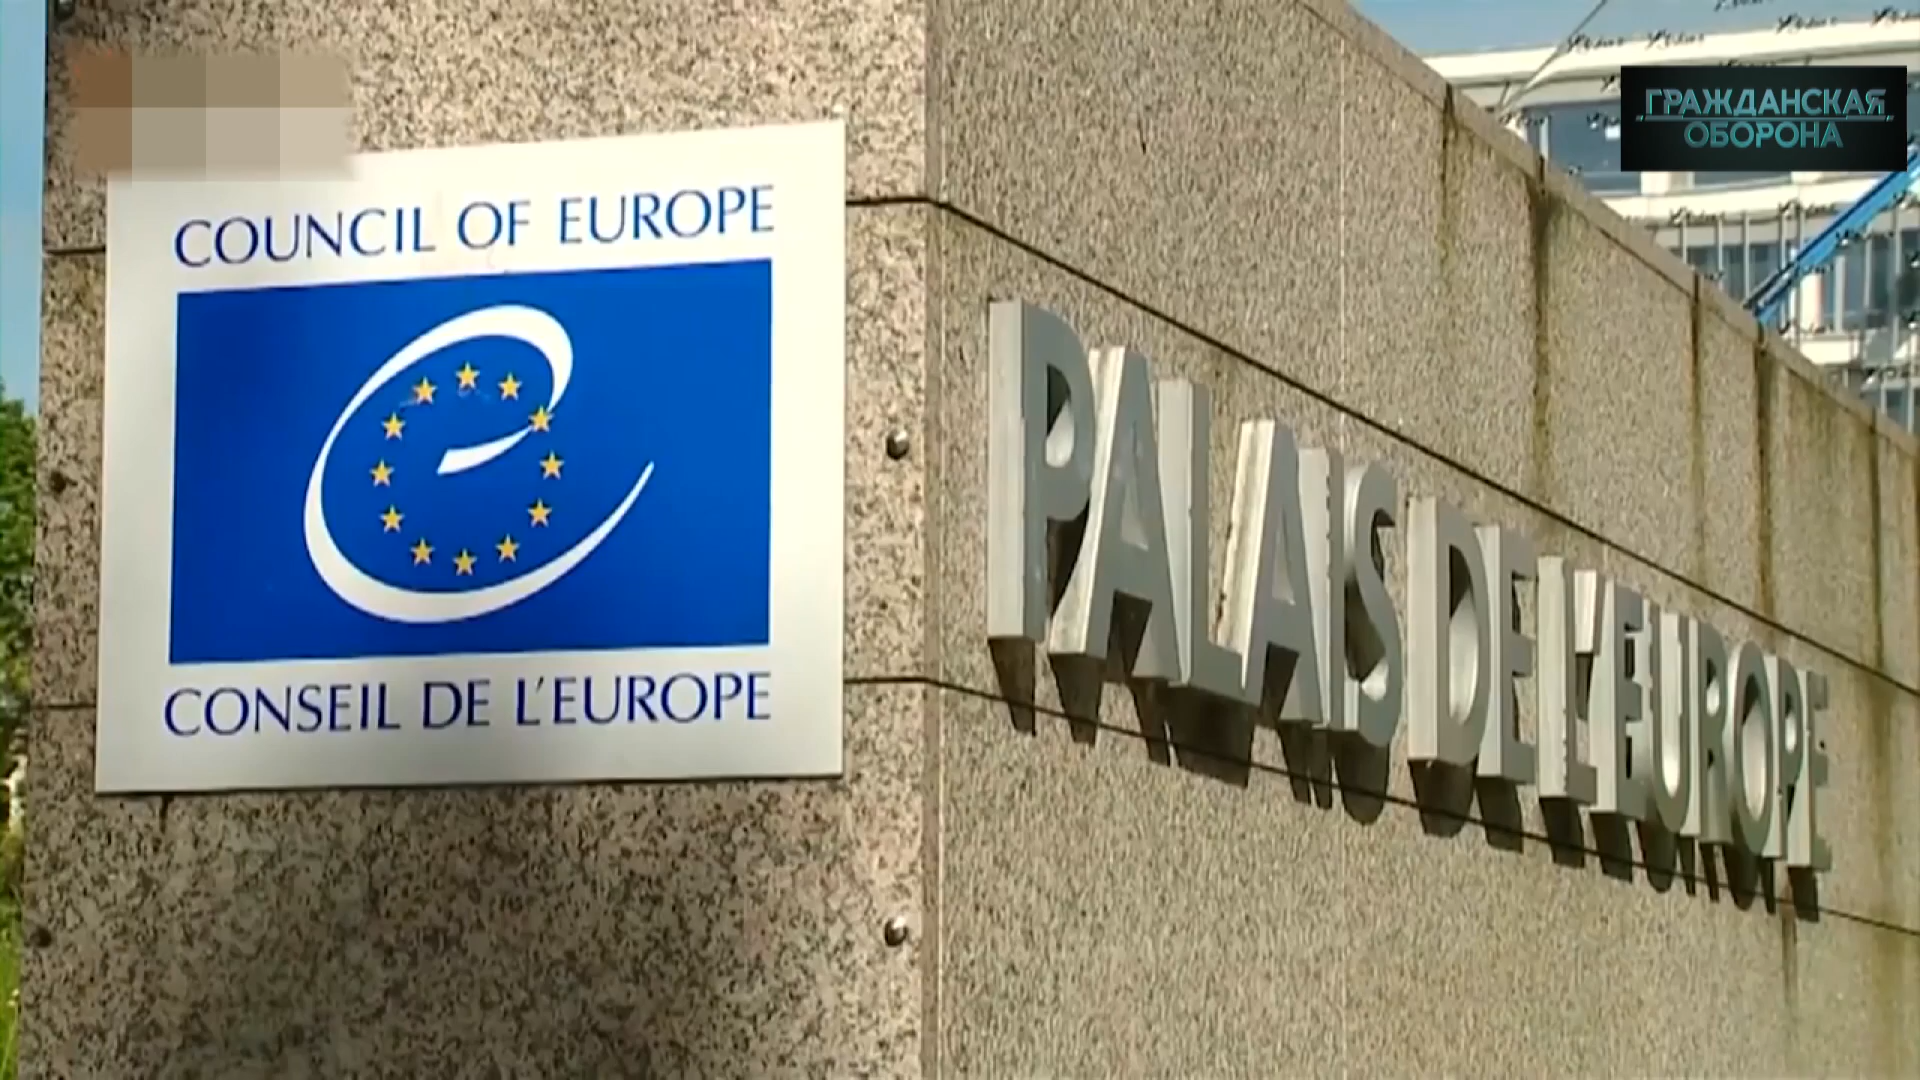 COUNCIL OF EUROPE
CONSEIL DE L'EUROPE
PALAIS DE L'EUROPE
ГРАЖДАНСКАЯ
ОБОРОНА